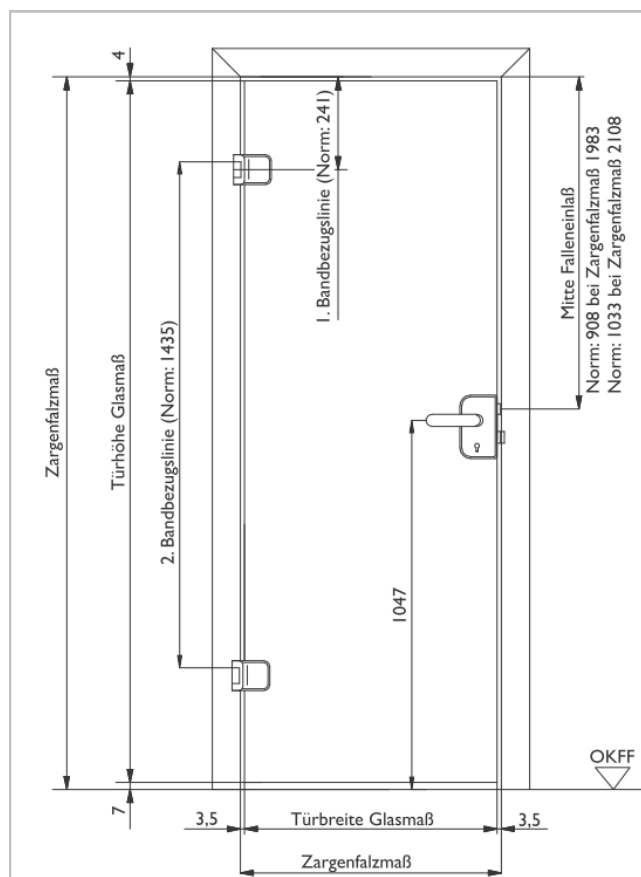 4
Zargenfalzmaß
Türhöhe Glasmaß
2. Bandbezugslinie (Norm: 1435)
1. Bandbezugslinie (Norm: 241)
Mitte Falleneinlaß
Norm: 908 bei Zargenfalzmaß 1983
Norm: 1033 bei Zargenfalzmaß 2108
1047
OKFF
7
3,5
Türbreite Glasmaß
3,5
Zargenfalzmaß